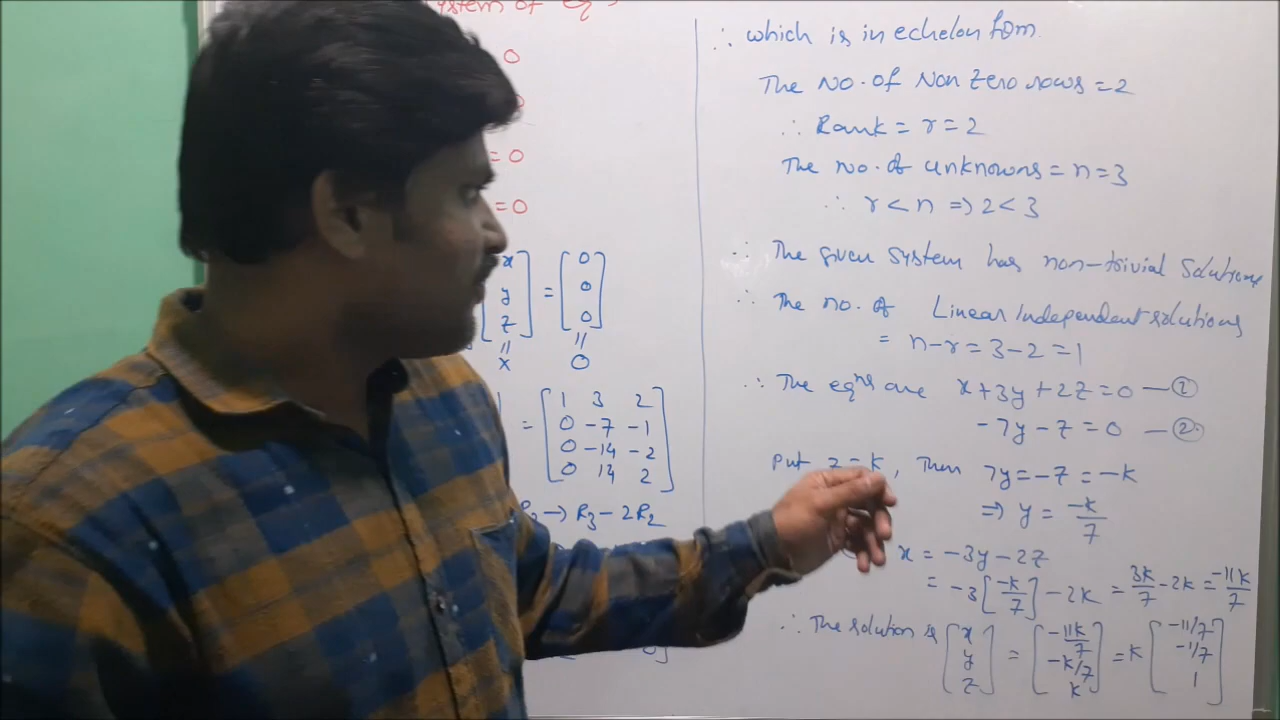 system of eqns
0
= 0
= 0
[x y z] = [0 0 0]
॥ ॥
X 0
= [1 3 2
0 -7 -1
0 -14 -2
0 14 2]
R3 → R3 - 2R2
0]
∴ which is in echelon form.
The No. of Non zero rows = 2
∴ Rank = r = 2
The no. of unknowns = n = 3
∴ r < n ⇒ 2 < 3
∴ The given system has non-trivial solutions
∴ The no. of Linear Independent solutions
= n-r = 3-2 = 1
∴ The eqns are x+3y+2z=0 —②
-7y-z=0 —②
Put z=k, Then 7y=-z=-k
⇒ y = -k/7
x = -3y-2z
= -3[-k/7]-2k = 3k/7-2k = -11k/7
∴ The solution is [x y z] = [-11k/7 -k/7 k] = k[-11/7 -1/7 1]